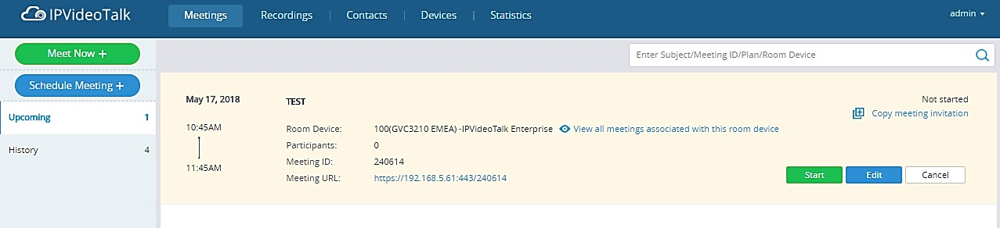 IPVideoTalk Meetings Recordings Contacts Devices Statistics admin
Meet Now +
Enter Subject/Meeting ID/Plan/Room Device
Schedule Meeting +
Upcoming 1
History 4
May 17, 2018 TEST Not started
Copy meeting invitation
10:45AM Room Device: 100(GVC3210 EMEA) -IPVideoTalk Enterprise View all meetings associated with this room device
Participants: 0
11:45AM Meeting ID: 240614
Meeting URL: https://192.168.5.61:443/240614
Start Edit Cancel